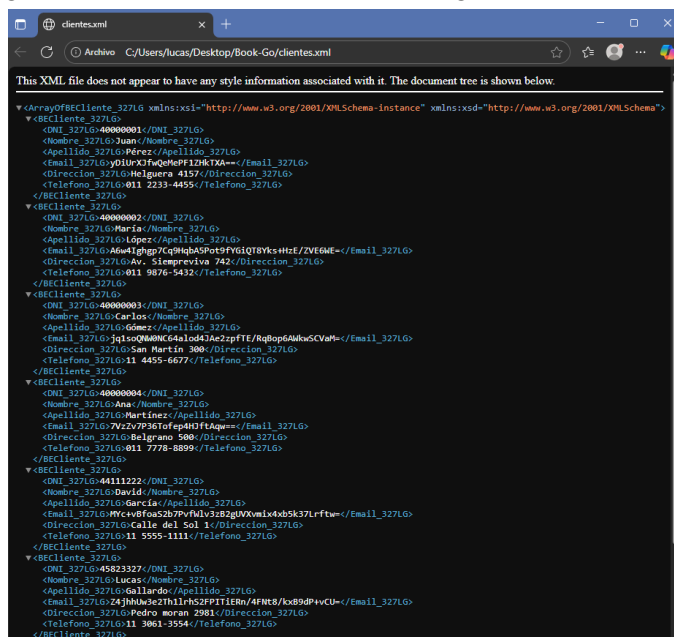 clientes.xml
Archivo C:/Users/lucas/Desktop/Book-Go/clientes.xml
This XML file does not appear to have any style information associated with it. The document tree is shown below.
▼<ArrayOfBECliente_327LG xmlns:xsi="http://www.w3.org/2001/XMLSchema-instance" xmlns:xsd="http://www.w3.org/2001/XMLSchema">
▼<BECliente_327LG>
<DNI_327LG>40000001</DNI_327LG>
<Nombre_327LG>Juan</Nombre_327LG>
<Apellido_327LG>Pérez</Apellido_327LG>
<Email_327LG>yDiUrXJfwQeMePF1ZHkTXA==</Email_327LG>
<Direccion_327LG>Helguera 4157</Direccion_327LG>
<Telefono_327LG>011 2233-4455</Telefono_327LG>
</BECliente_327LG>
▼<BECliente_327LG>
<DNI_327LG>40000002</DNI_327LG>
<Nombre_327LG>María</Nombre_327LG>
<Apellido_327LG>López</Apellido_327LG>
<Email_327LG>A6w4Ighgp7Cq9HqbA5Pot9fYGiQT8Yks+HzE/ZVE6WE=</Email_327LG>
<Direccion_327LG>Av. Siempreviva 742</Direccion_327LG>
<Telefono_327LG>011 9876-5432</Telefono_327LG>
</BECliente_327LG>
▼<BECliente_327LG>
<DNI_327LG>40000003</DNI_327LG>
<Nombre_327LG>Carlos</Nombre_327LG>
<Apellido_327LG>Gómez</Apellido_327LG>
<Email_327LG>jq1soQNW0NC64alod4JAe2zpfTE/RqBop6AWkwSCVaM=</Email_327LG>
<Direccion_327LG>San Martín 300</Direccion_327LG>
<Telefono_327LG>11 4455-6677</Telefono_327LG>
</BECliente_327LG>
▼<BECliente_327LG>
<DNI_327LG>40000004</DNI_327LG>
<Nombre_327LG>Ana</Nombre_327LG>
<Apellido_327LG>Martínez</Apellido_327LG>
<Email_327LG>7VzZv7P36Tofep4HJftAqw==</Email_327LG>
<Direccion_327LG>Belgrano 500</Direccion_327LG>
<Telefono_327LG>011 7778-8899</Telefono_327LG>
</BECliente_327LG>
▼<BECliente_327LG>
<DNI_327LG>44111222</DNI_327LG>
<Nombre_327LG>David</Nombre_327LG>
<Apellido_327LG>García</Apellido_327LG>
<Email_327LG>MYc+vBfoaS2b7PvfWlv3zB2gUVXvmix4xb5k37Lrftw=</Email_327LG>
<Direccion_327LG>Calle del Sol 1</Direccion_327LG>
<Telefono_327LG>11 5555-1111</Telefono_327LG>
</BECliente_327LG>
▼<BECliente_327LG>
<DNI_327LG>45823327</DNI_327LG>
<Nombre_327LG>Lucas</Nombre_327LG>
<Apellido_327LG>Gallardo</Apellido_327LG>
<Email_327LG>Z4jhhUw3e2Th1lrhS2FPITiERn/4FNt8/kxB9dP+vCU=</Email_327LG>
<Direccion_327LG>Pedro moran 2981</Direccion_327LG>
<Telefono_327LG>11 3061-3554</Telefono_327LG>
</BECliente_327LG>